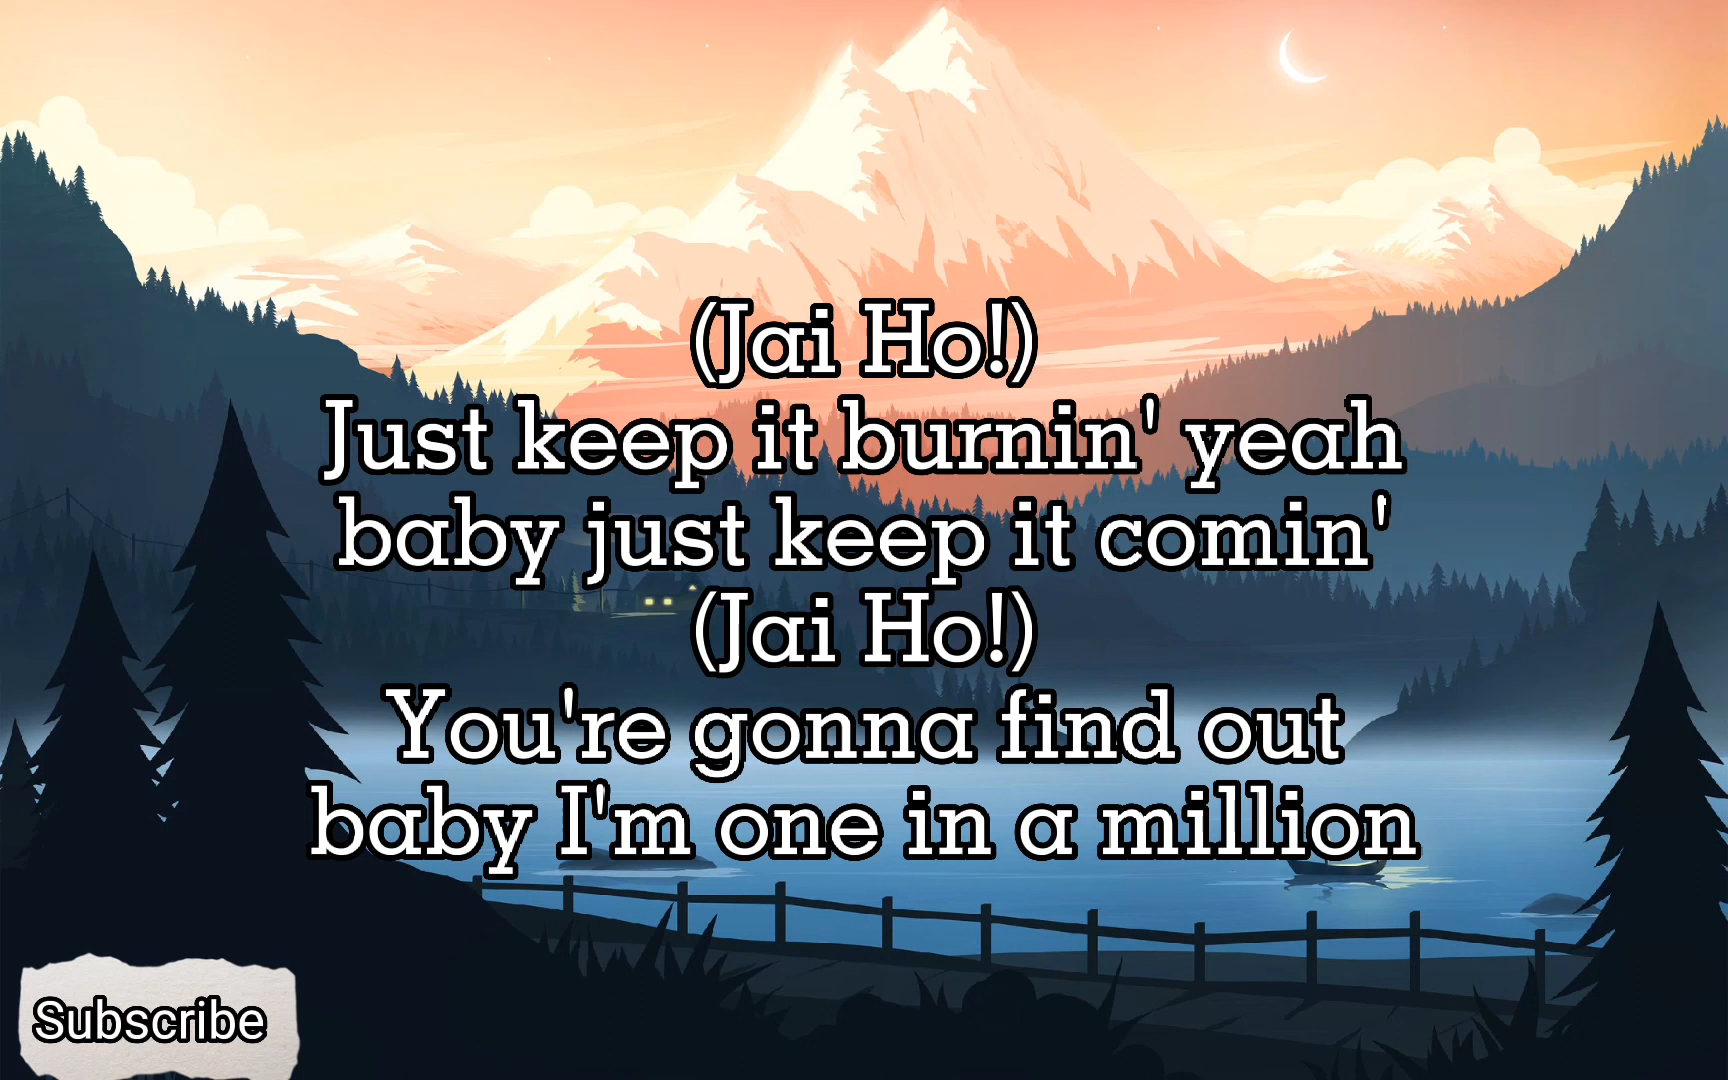 (Jai Ho!)
Just keep it burnin' yeah
baby just keep it comin'
(Jai Ho!)
You're gonna find out
baby I'm one in a million
Subscribe